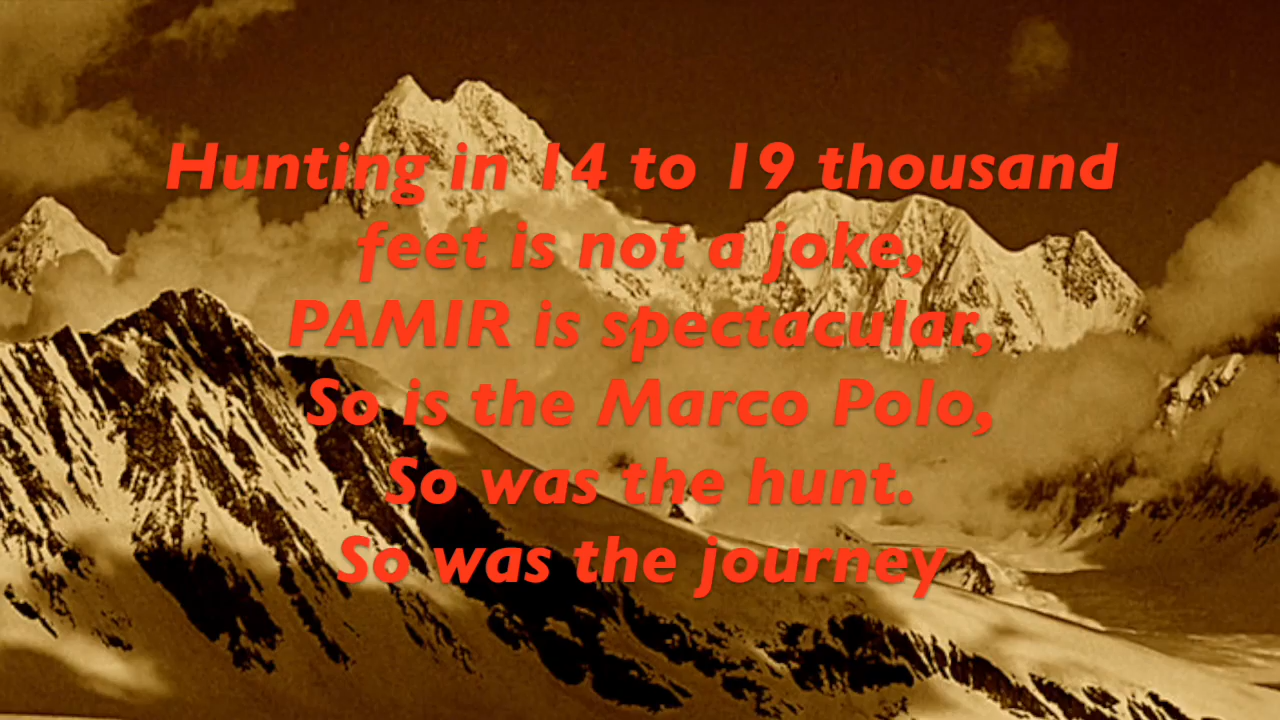 Hunting in 14 to 19 thousand
feet is not a joke,
PAMIR is spectacular,
So is the Marco Polo,
So was the hunt.
So was the journey